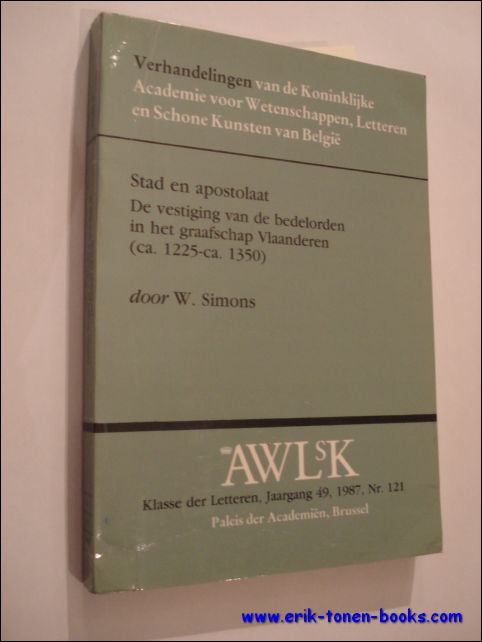 Verhandelingen van de Koninklijke
Academie voor Wetenschappen, Letteren
en Schone Kunsten van België
Stad en apostolaat
De vestiging van de bedelorden
in het graafschap Vlaanderen
(ca. 1225-ca. 1350)
door W. Simons
AWLSK
Klasse der Letteren, Jaargang 49, 1987, Nr. 121
Paleis der Academiën, Brussel
www.erik-tonen-books.com